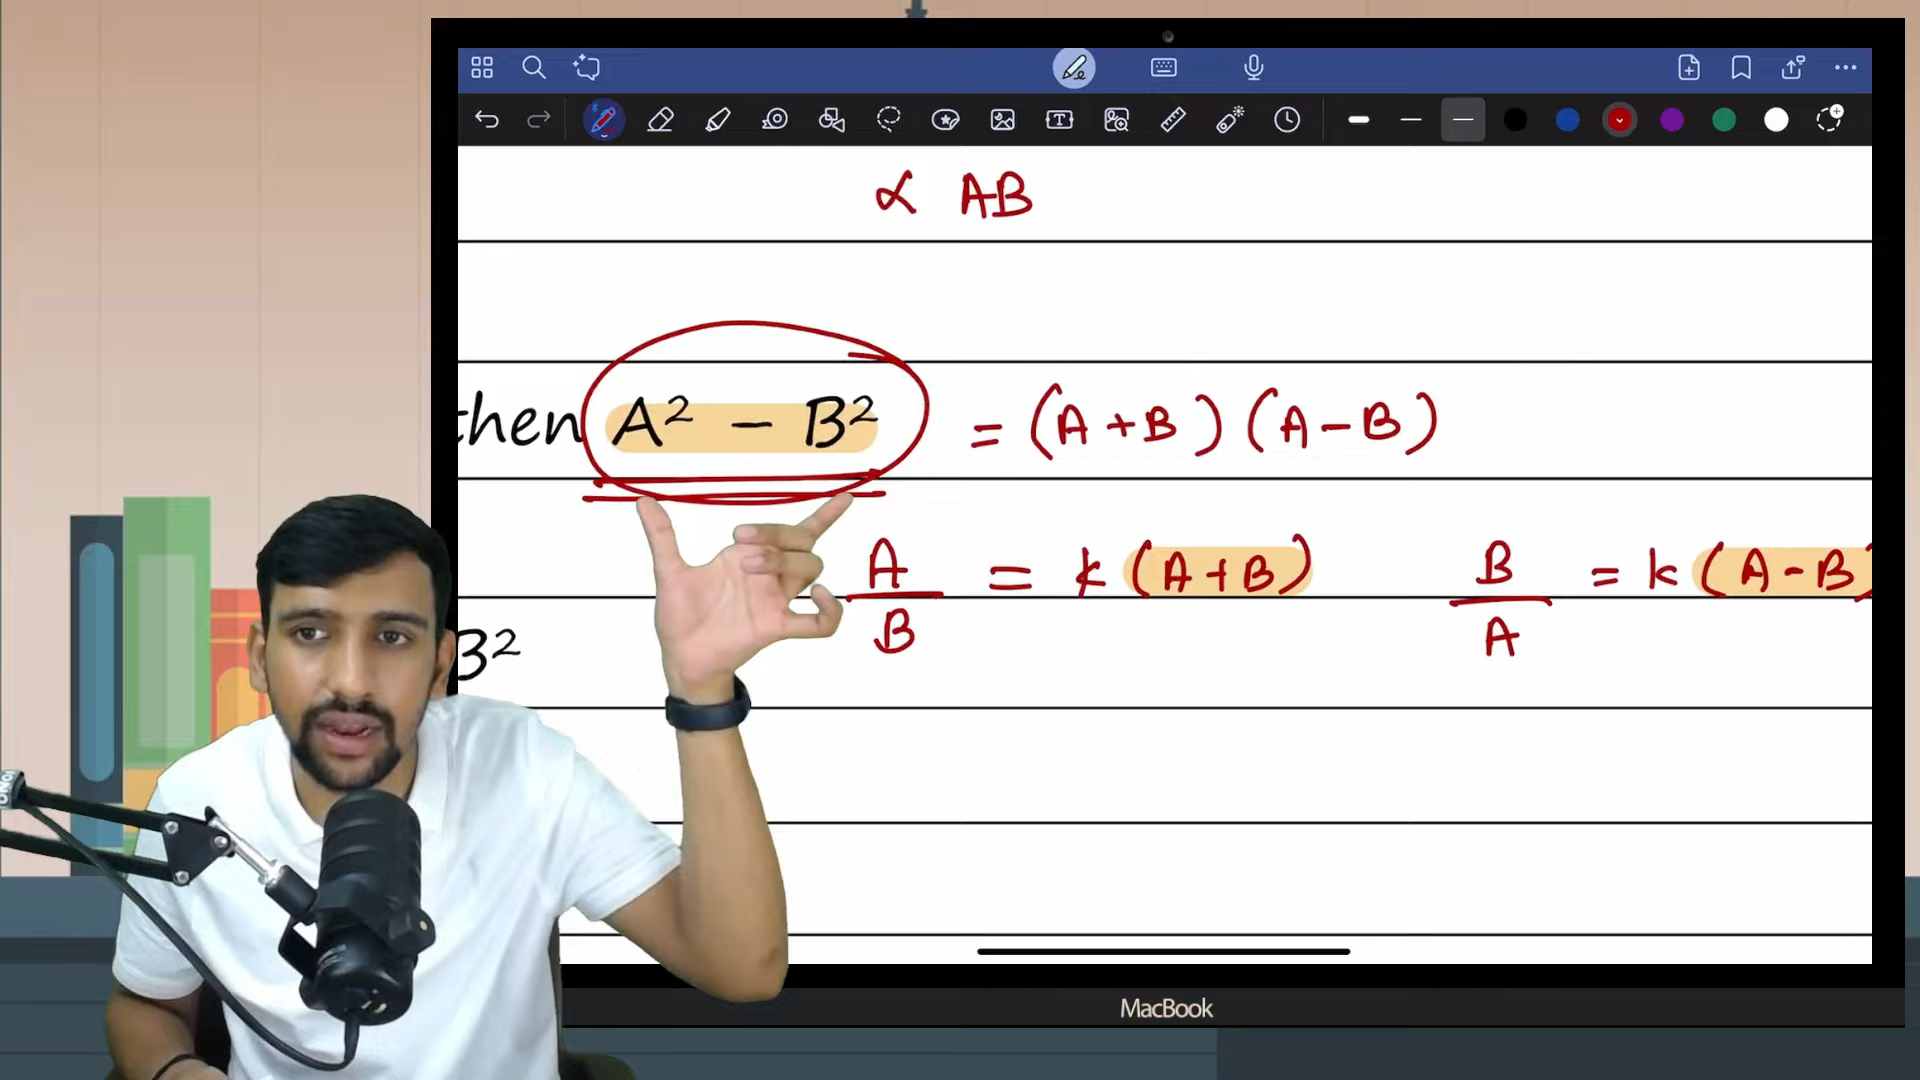 ∝ AB
then A² − B² = (A+B) (A−B)
A/B = k (A+B) B/A = k (A−B)
B²
MacBook